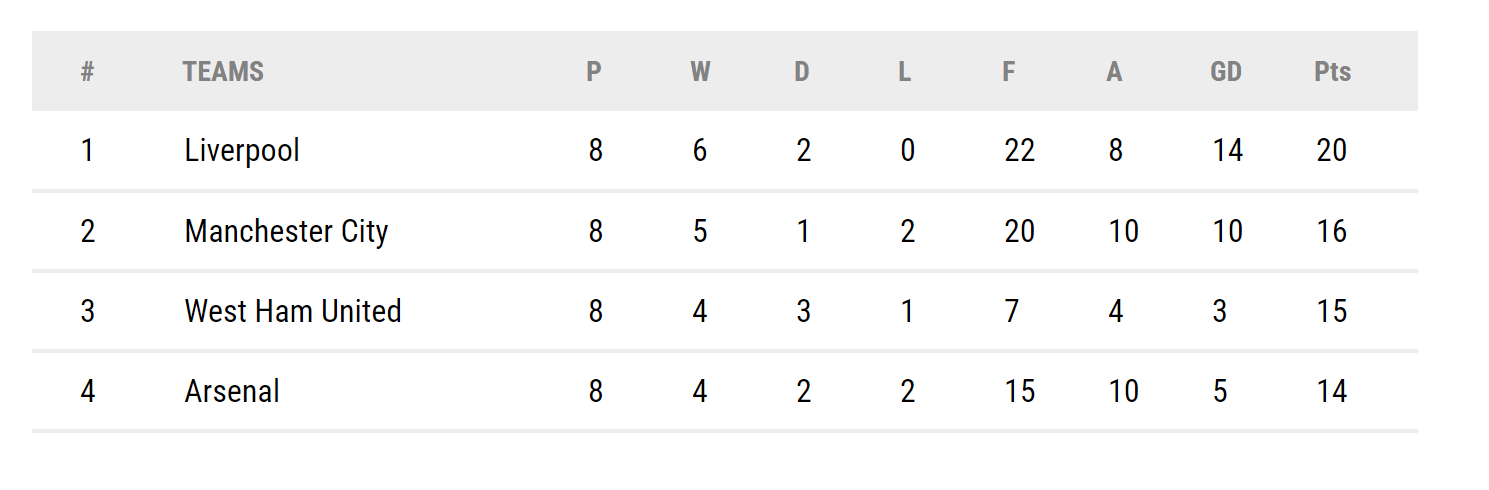 # TEAMS P W D L F A GD Pts
1 Liverpool 8 6 2 0 22 8 14 20
2 Manchester City 8 5 1 2 20 10 10 16
3 West Ham United 8 4 3 1 7 4 3 15
4 Arsenal 8 4 2 2 15 10 5 14